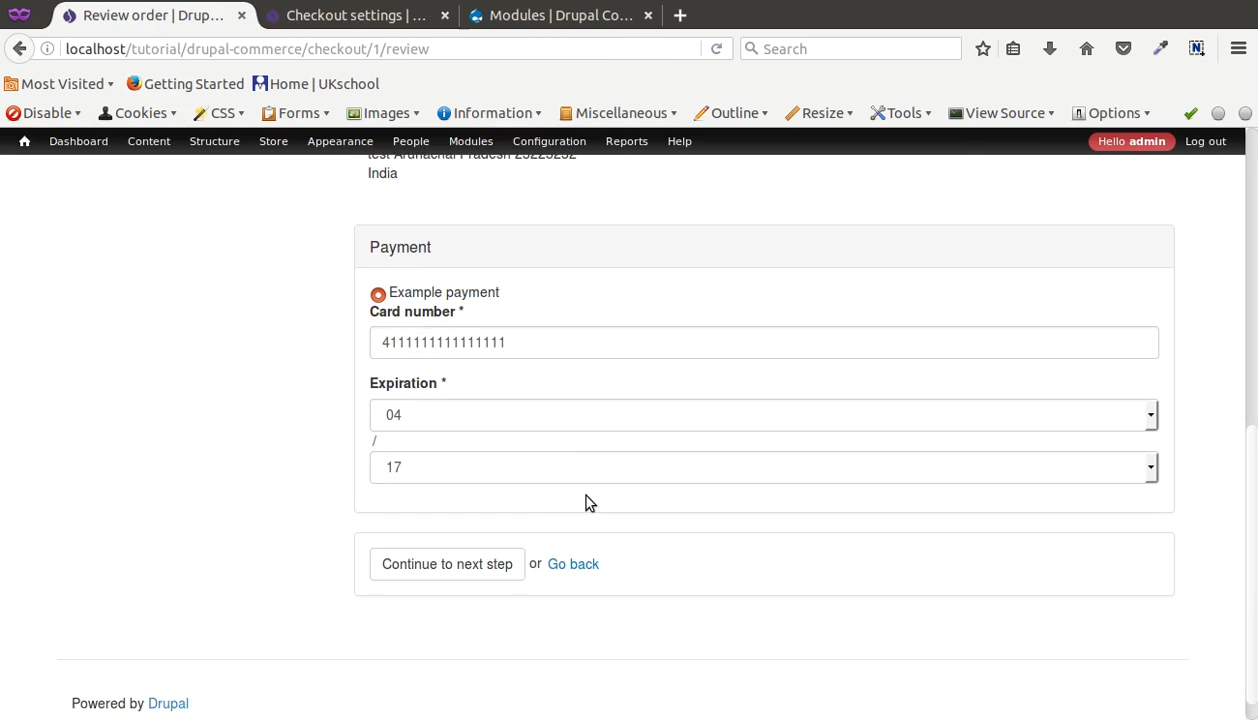 Review order | Drup... × Checkout settings | ... × Modules | Drupal Co... ×
localhost/tutorial/drupal-commerce/checkout/1/review Search
Most Visited Getting Started Home | UKschool
Disable Cookies CSS Forms Images Information Miscellaneous Outline Resize Tools View Source Options
Dashboard Content Structure Store Appearance People Modules Configuration Reports Help Hello admin Log out
test Arunachal Pradesh
India
Payment
Example payment
Card number *
4111111111111111
Expiration *
04
/
17
Continue to next step or Go back
Powered by Drupal